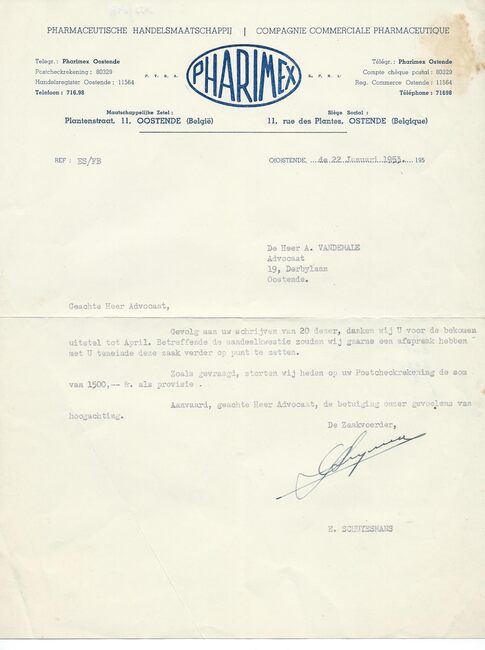 PHARMACEUTISCHE HANDELSMAATSCHAPPIJ | COMPAGNIE COMMERCIALE PHARMACEUTIQUE
Telegr.: Pharimex Oostende
Postcheckrekening : 80329
Handelsregister Oostende : 11564
Telefoon : 716.98
P. V. B. A.
PHARIMEX
S. P. R. L.
Télégr.: Pharimex Ostende
Compte chèque postal : 80329
Reg. Commerce Ostende : 11564
Téléphone : 71698
Maatschappelijke Zetel :
Plantenstraat, 11, OOSTENDE (België)
Siège Social :
11, rue des Plantes, OSTENDE (Belgique)
REF : ES/FB
O(O)STENDE, de 22 Januari 1953. 195
De Heer A. VANDEMALE
Advocaat
19, Derbylaan
Oostende.
Geachte Heer Advocaat,
Gevolg aan uw schrijven van 20 dezer, danken wij U voor de bekomen
uitstel tot April. Betreffende de aandeelkwestie zouden wij gaarne een afspraak hebben
met U teneinde deze zaak verder op punt te zetten.
Zoals gevraagd, storten wij heden op uw Postcheckrekening de som
van 1500,-- fr. als provisie .
Aanvaard, geachte Heer Advocaat, de betuiging onzer gevoelens van
hoogachting.
De Zaakvoerder,
E. SCHUYESMANS